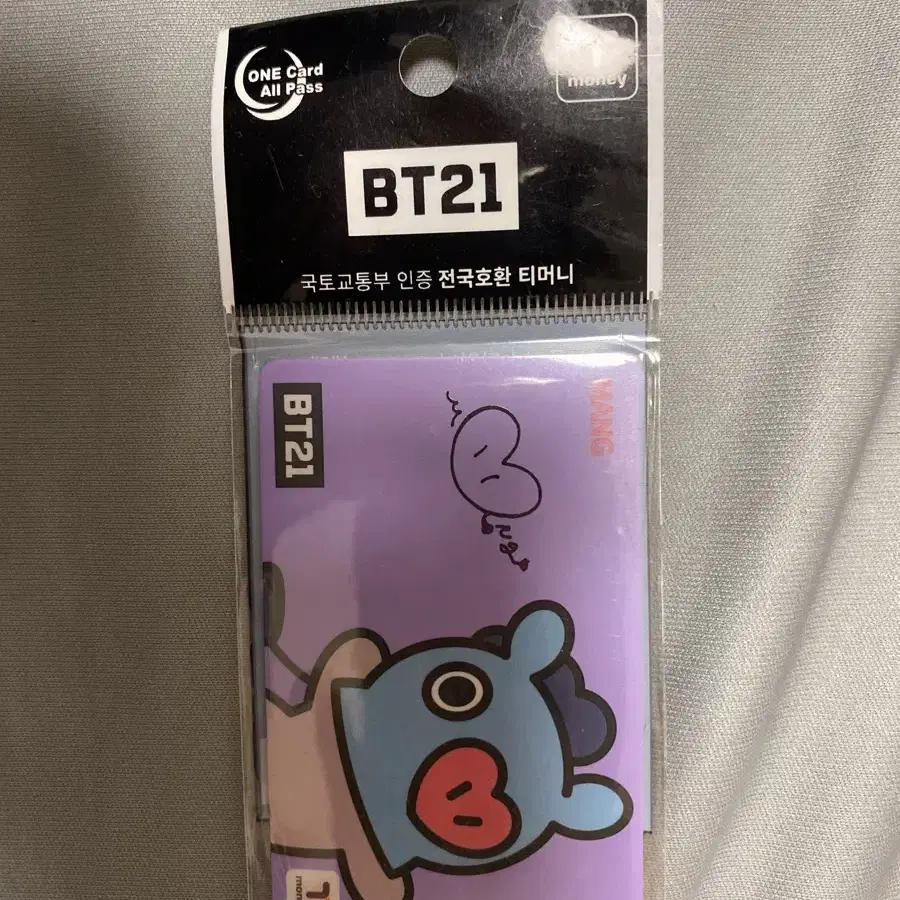 ONE Card
All Pass
money
BT21
국토교통부 인증 전국호환 티머니
MANG
BT21
Mang